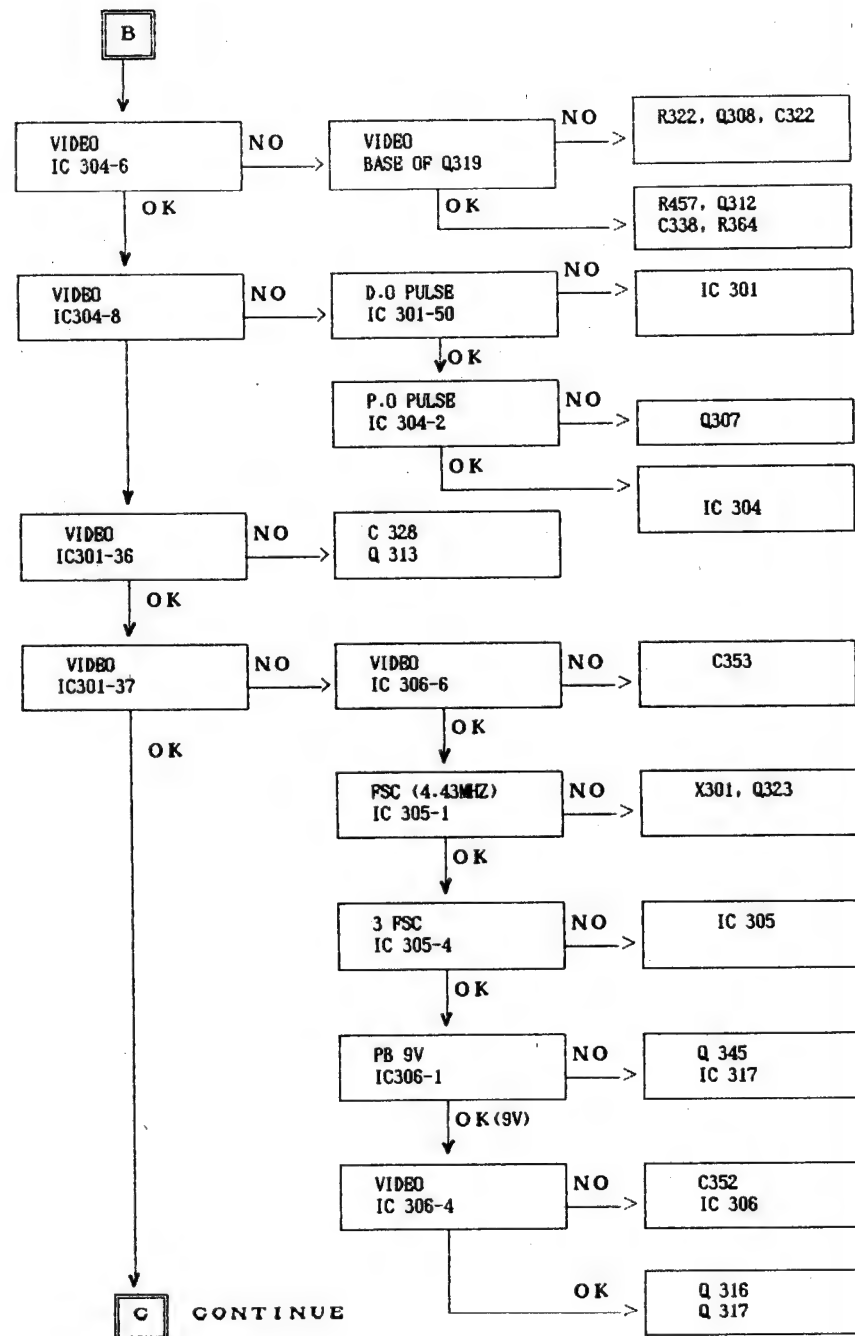 B
VIDEO
IC 304-6
NO
VIDEO
BASE OF Q319
NO
R322, Q308, C322
OK
OK
R457, Q312
C338, R364
VIDEO
IC304-8
NO
D.O PULSE
IC 301-50
NO
IC 301
OK
P.O PULSE
IC 304-2
NO
Q307
OK
IC 304
VIDEO
IC301-36
NO
C 328
Q 313
OK
VIDEO
IC301-37
NO
VIDEO
IC 306-6
NO
C353
OK
OK
FSC (4.43MHZ)
IC 305-1
NO
X301, Q323
OK
3 FSC
IC 305-4
NO
IC 305
OK
PB 9V
IC306-1
NO
Q 345
IC 317
OK(9V)
VIDEO
IC 306-4
NO
C352
IC 306
OK
Q 316
Q 317
C CONTINUE